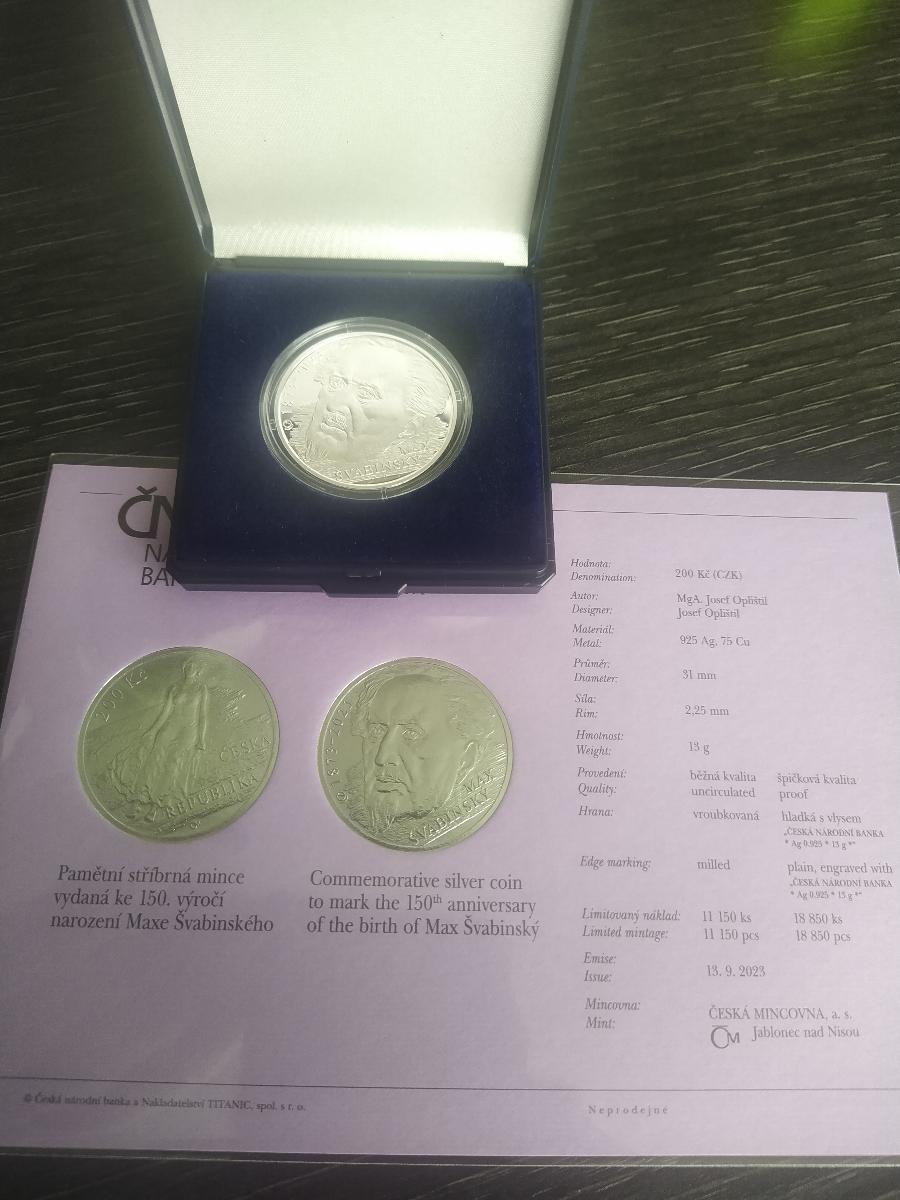 ŠVABINSKÝ
ČN
NÁ
BAN
200 Kč
ČESKÁ
REPUBLIKA
1873-2023
MAX
ŠVABINSKÝ
Pamětní stříbrná mince
vydaná ke 150. výročí
narození Maxe Švabinského
Commemorative silver coin
to mark the 150th anniversary
of the birth of Max Švabinský
Hodnota:
Denomination: 200 Kč (CZK)
Autor: MgA. Josef Oplištil
Designer: Josef Oplištil
Materiál:
Metal: 925 Ag, 75 Cu
Průměr:
Diameter: 31 mm
Síla:
Rim: 2,25 mm
Hmotnost:
Weight: 13 g
Provedení: běžná kvalita špičková kvalita
Quality: uncirculated proof
Hrana: vroubkovaná hladká s vlysem
„ČESKÁ NÁRODNÍ BANKA
* Ag 0.925 * 13 g *“
Edge marking: milled plain, engraved with
„ČESKÁ NÁRODNÍ BANKA
* Ag 0.925 * 13 g *“
Limitovaný náklad: 11 150 ks 18 850 ks
Limited mintage: 11 150 pcs 18 850 pcs
Emise:
Issue: 13. 9. 2023
Mincovna: ČESKÁ MINCOVNA, a. s.
Mint: ČM Jablonec nad Nisou
© Česká národní banka a Nakladatelství TITANIC, spol. s r. o.
Neprodejné